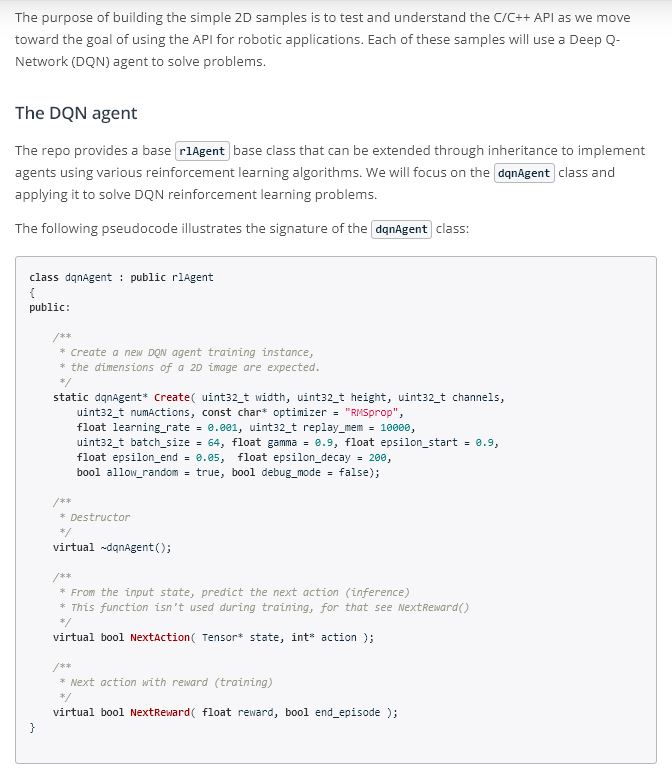 The purpose of building the simple 2D samples is to test and understand the C/C++ API as we move
toward the goal of using the API for robotic applications. Each of these samples will use a Deep Q-
Network (DQN) agent to solve problems.
The DQN agent
The repo provides a base rlAgent base class that can be extended through inheritance to implement
agents using various reinforcement learning algorithms. We will focus on the dqnAgent class and
applying it to solve DQN reinforcement learning problems.
The following pseudocode illustrates the signature of the dqnAgent class:
class dqnAgent : public rlAgent
{
public:
/**
* Create a new DQN agent training instance,
* the dimensions of a 2D image are expected.
*/
static dqnAgent* Create( uint32_t width, uint32_t height, uint32_t channels,
uint32_t numActions, const char* optimizer = "RMSprop",
float learning_rate = 0.001, uint32_t replay_mem = 10000,
uint32_t batch_size = 64, float gamma = 0.9, float epsilon_start = 0.9,
float epsilon_end = 0.05,  float epsilon_decay = 200,
bool allow_random = true, bool debug_mode = false);
/**
* Destructor
*/
virtual ~dqnAgent();
/**
* From the input state, predict the next action (inference)
* This function isn't used during training, for that see NextReward()
*/
virtual bool NextAction( Tensor* state, int* action );
/**
* Next action with reward (training)
*/
virtual bool NextReward( float reward, bool end_episode );
}